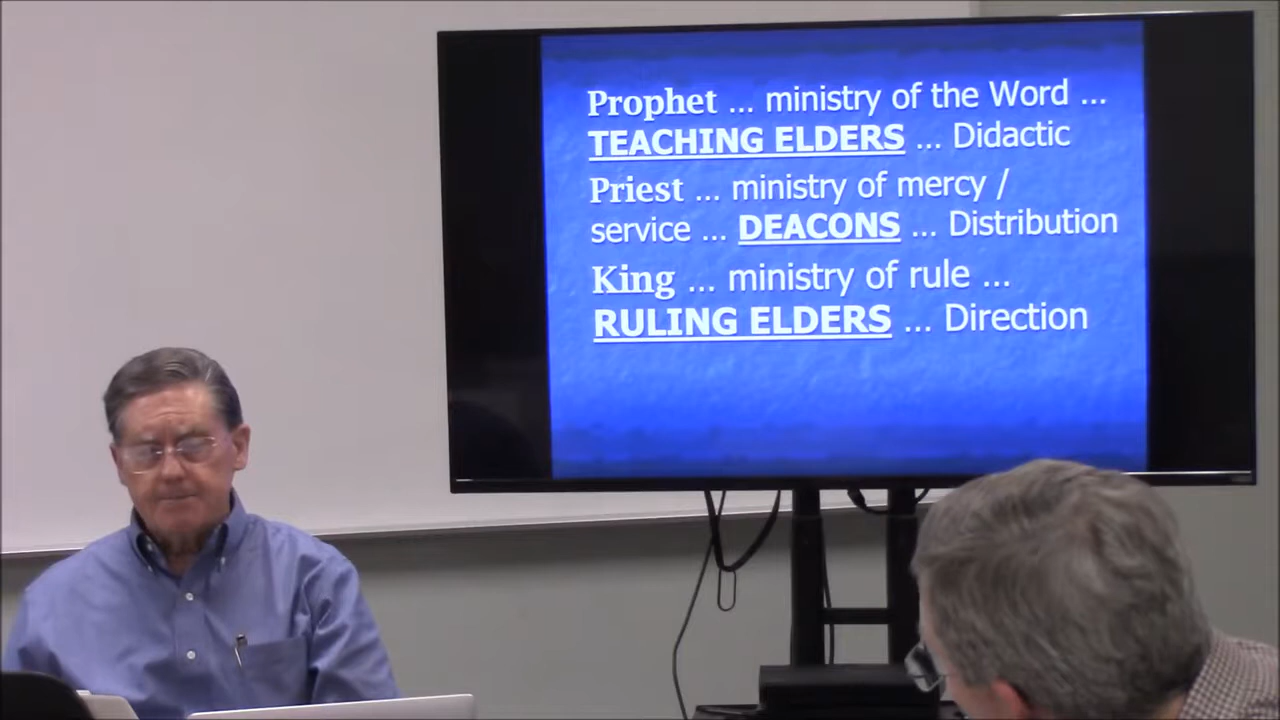 Prophet ... ministry of the Word ...
TEACHING ELDERS ... Didactic
Priest ... ministry of mercy /
service ... DEACONS ... Distribution
King ... ministry of rule ...
RULING ELDERS ... Direction